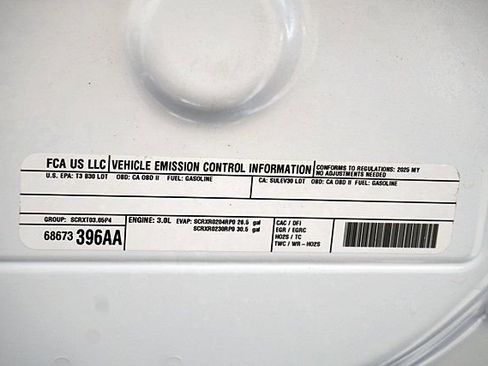 FCA US LLC VEHICLE EMISSION CONTROL INFORMATION CONFORMS TO REGULATIONS: 2025 MY
NO ADJUSTMENTS NEEDED
U.S. EPA: T3 B30 LDT OBD: CA OBD II FUEL: GASOLINE CA: SULEV30 LDT OBD: CA OBD II FUEL: GASOLINE
GROUP: SCRXT03.05P4 ENGINE: 3.0L EVAP: SCRXR0204RP0 26.5 gal
SCRXR0230RP0 30.5 gal
68673 396AA
CAC / DFI
EGR / EGRC
HO2S / TC
TWC / WR-HO2S